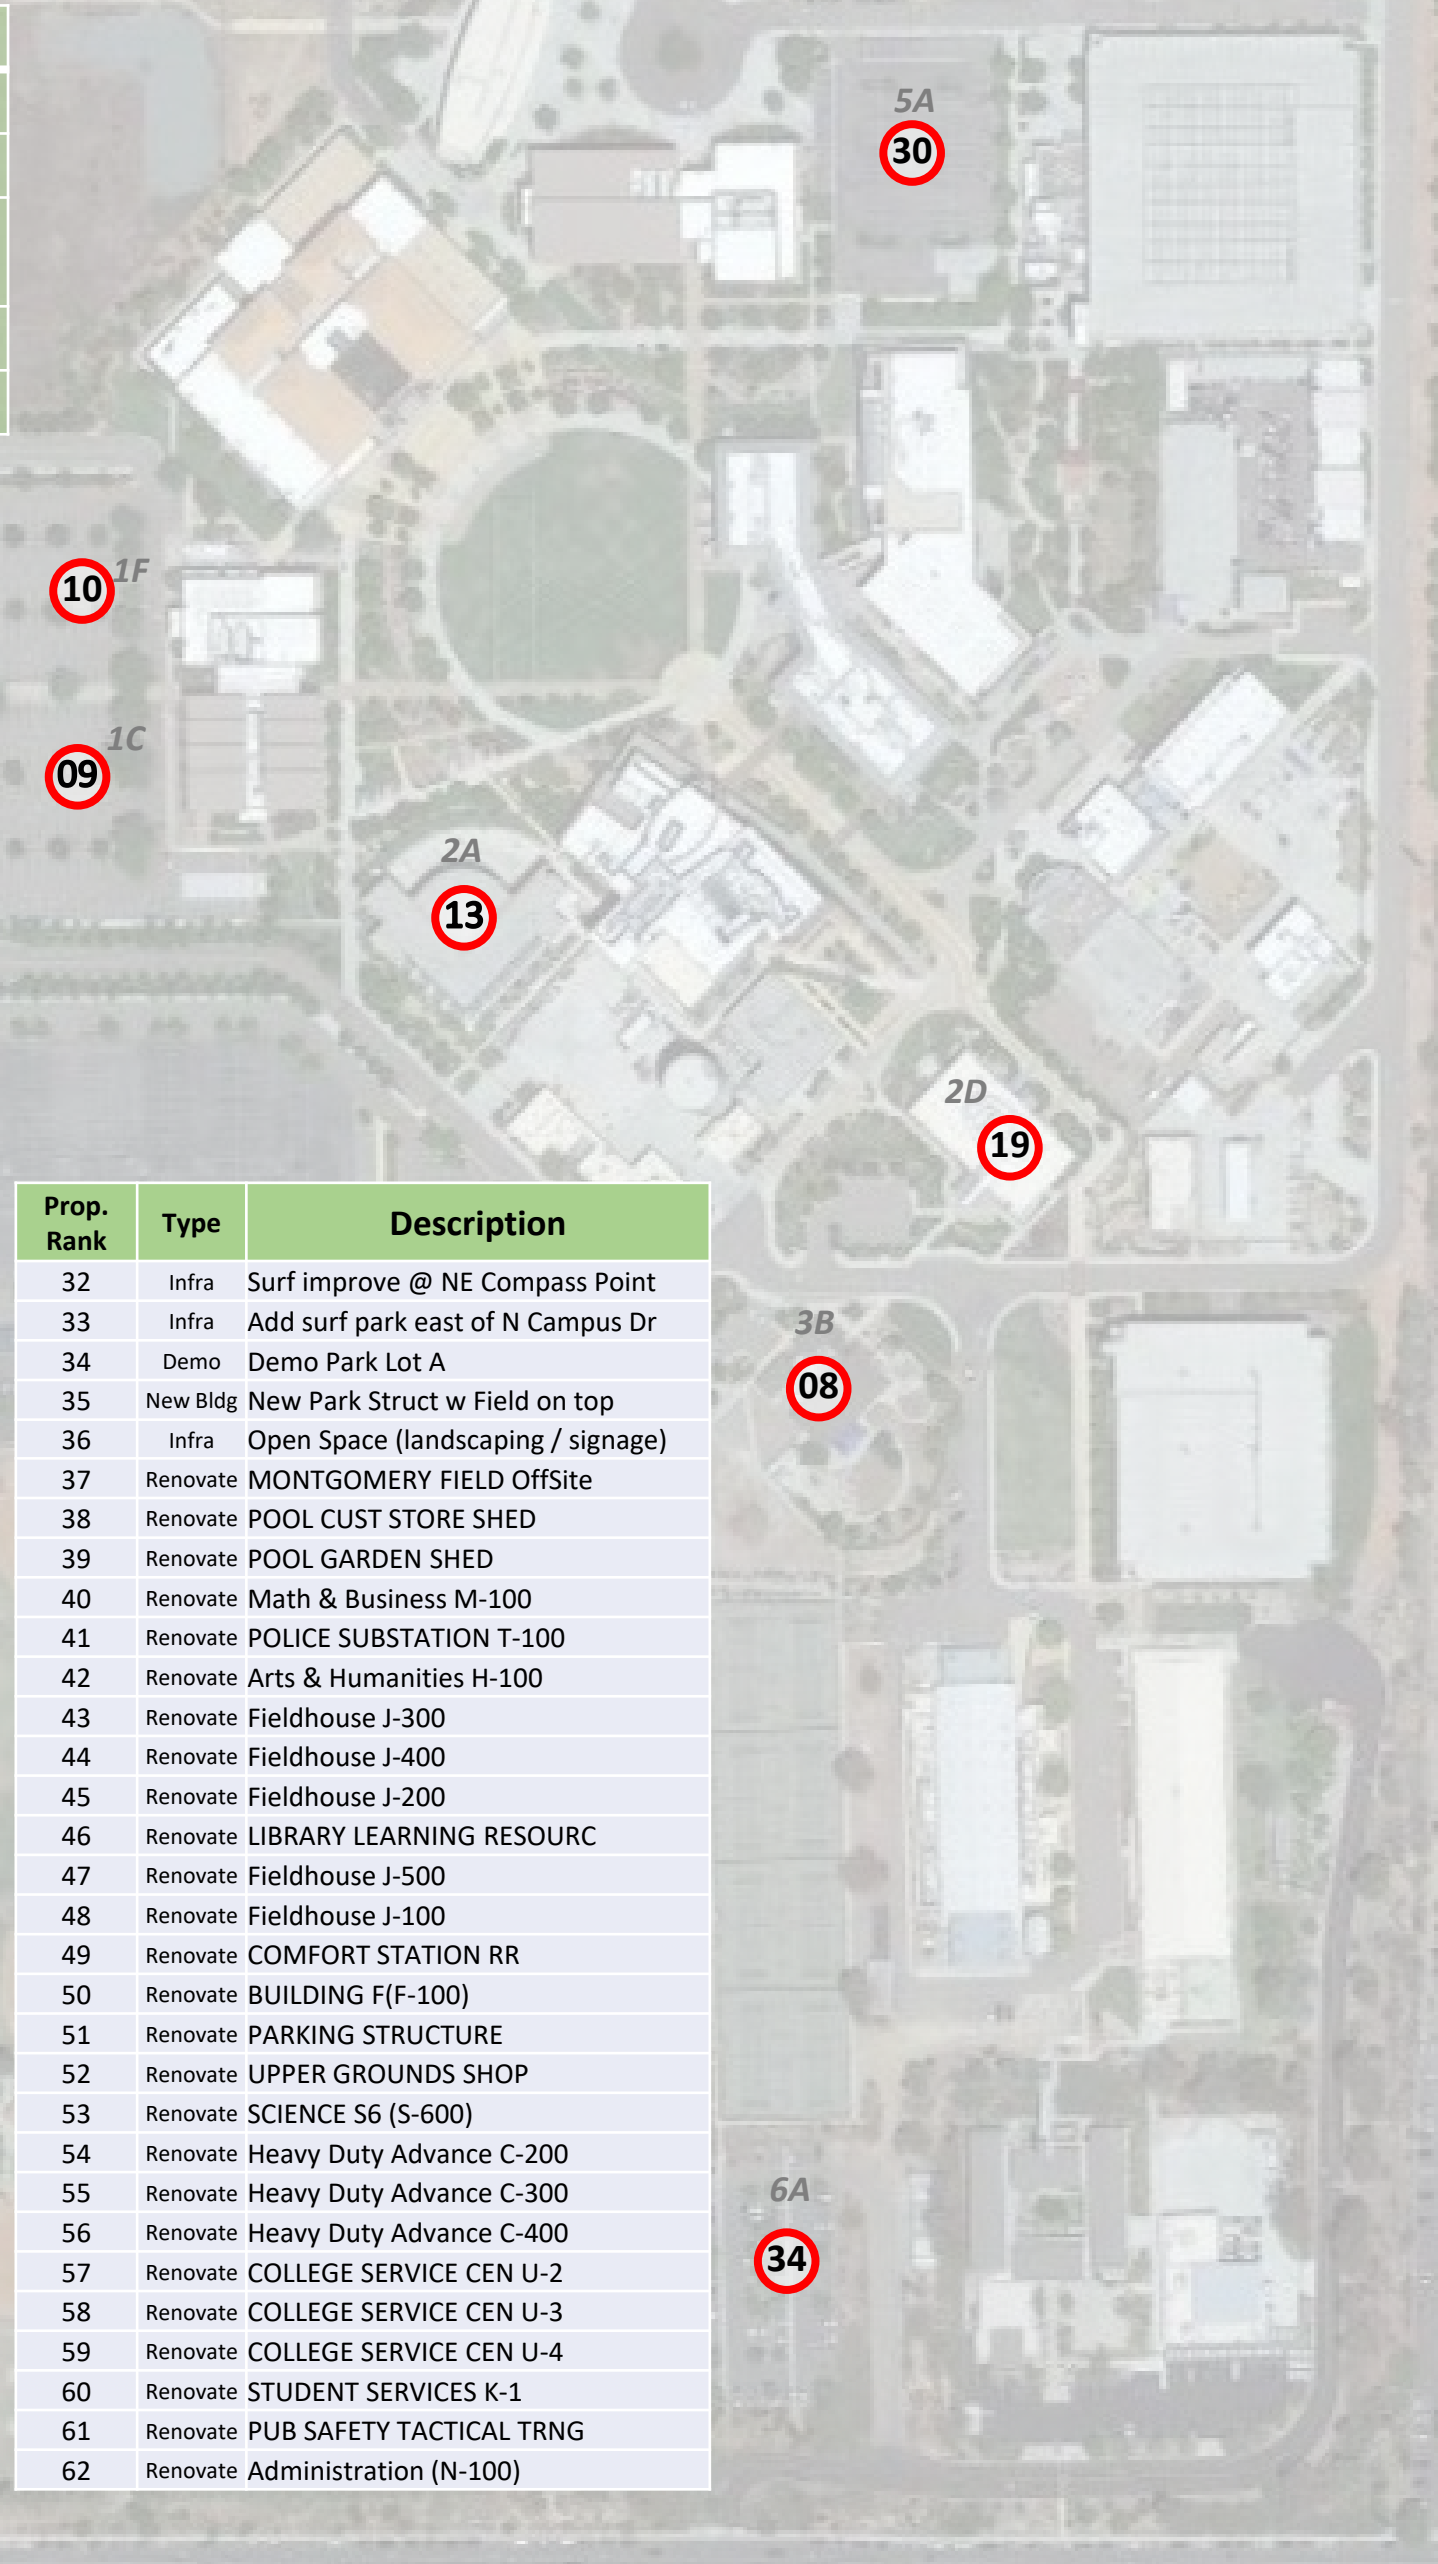 5A
30
1F
10
1C
09
2A
13
2D
19
3B
08
6A
34
Prop. Rank Type Description
32 Infra Surf improve @ NE Compass Point
33 Infra Add surf park east of N Campus Dr
34 Demo Demo Park Lot A
35 New Bldg New Park Struct w Field on top
36 Infra Open Space (landscaping / signage)
37 Renovate MONTGOMERY FIELD OffSite
38 Renovate POOL CUST STORE SHED
39 Renovate POOL GARDEN SHED
40 Renovate Math & Business M-100
41 Renovate POLICE SUBSTATION T-100
42 Renovate Arts & Humanities H-100
43 Renovate Fieldhouse J-300
44 Renovate Fieldhouse J-400
45 Renovate Fieldhouse J-200
46 Renovate LIBRARY LEARNING RESOURC
47 Renovate Fieldhouse J-500
48 Renovate Fieldhouse J-100
49 Renovate COMFORT STATION RR
50 Renovate BUILDING F(F-100)
51 Renovate PARKING STRUCTURE
52 Renovate UPPER GROUNDS SHOP
53 Renovate SCIENCE S6 (S-600)
54 Renovate Heavy Duty Advance C-200
55 Renovate Heavy Duty Advance C-300
56 Renovate Heavy Duty Advance C-400
57 Renovate COLLEGE SERVICE CEN U-2
58 Renovate COLLEGE SERVICE CEN U-3
59 Renovate COLLEGE SERVICE CEN U-4
60 Renovate STUDENT SERVICES K-1
61 Renovate PUB SAFETY TACTICAL TRNG
62 Renovate Administration (N-100)